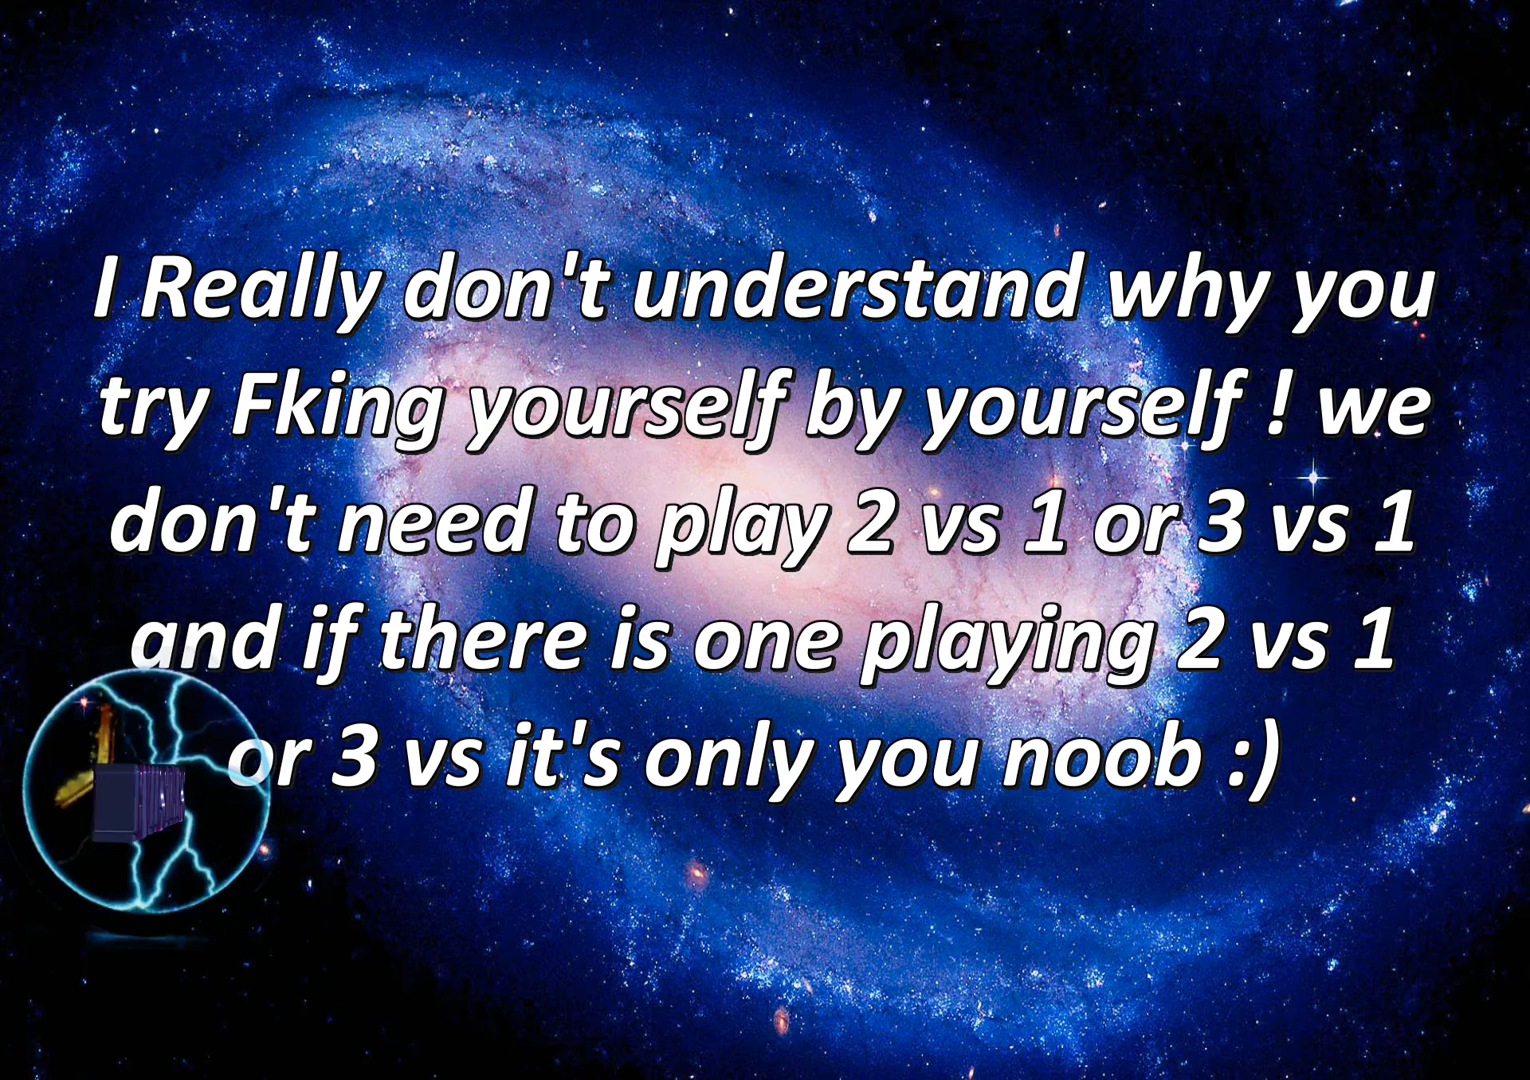 I Really don't understand why you
try Fking yourself by yourself ! we
don't need to play 2 vs 1 or 3 vs 1
and if there is one playing 2 vs 1
or 3 vs it's only you noob :)